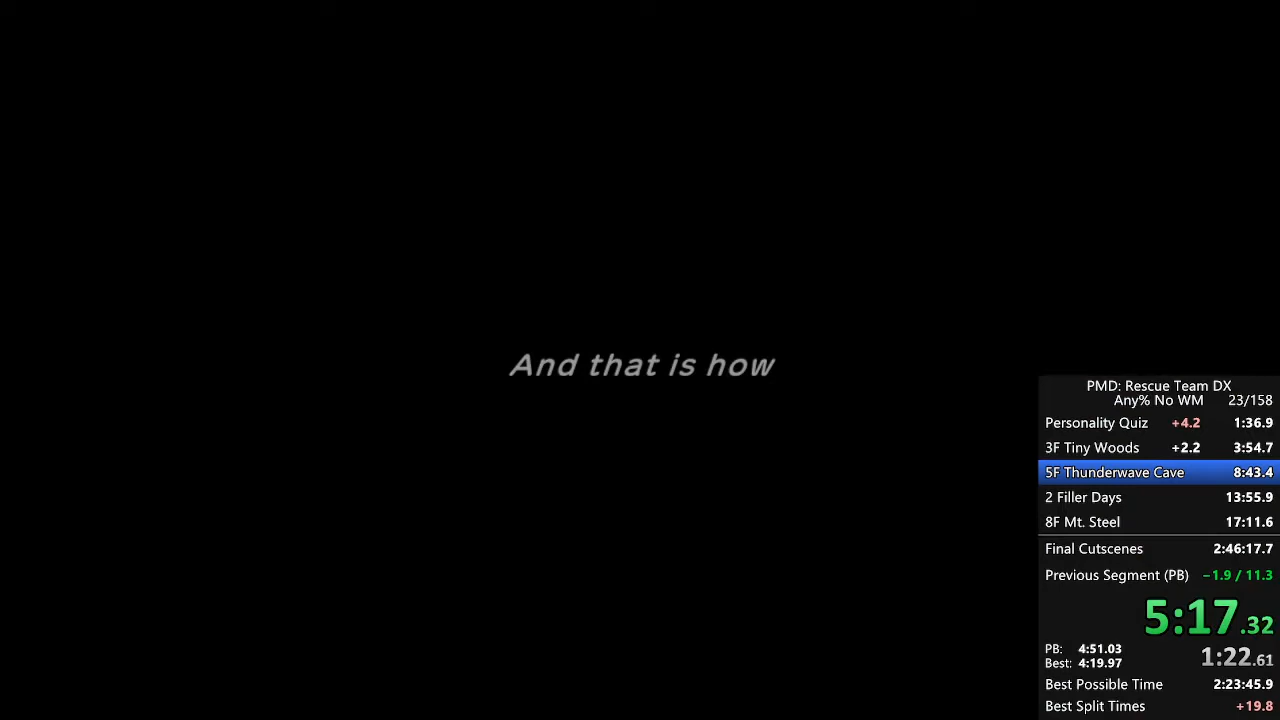 And that is how
PMD: Rescue Team DX
Any% No WM 23/158
Personality Quiz +4.2 1:36.9
3F Tiny Woods +2.2 3:54.7
5F Thunderwave Cave 8:43.4
2 Filler Days 13:55.9
8F Mt. Steel 17:11.6
Final Cutscenes 2:46:17.7
Previous Segment (PB) −1.9 / 11.3
5:17.32
PB: 4:51.03
Best: 4:19.97 1:22.61
Best Possible Time 2:23:45.9
Best Split Times +19.8